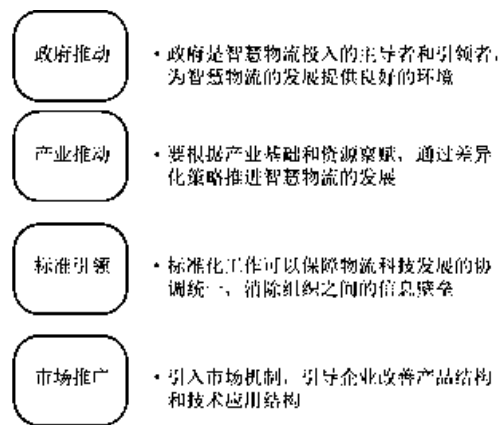 政府推动
• 政府是智慧物流投入的主导者和引领者，
为智慧物流的发展提供良好的环境
产业推动
• 要根据产业基础和资源禀赋，通过差异
化策略推进智慧物流的发展
标准引领
• 标准化工作可以保障物流科技发展的协
调统一，消除组织之间的信息壁垒
市场推广
• 引入市场机制，引导企业改善产品结构
和技术应用结构